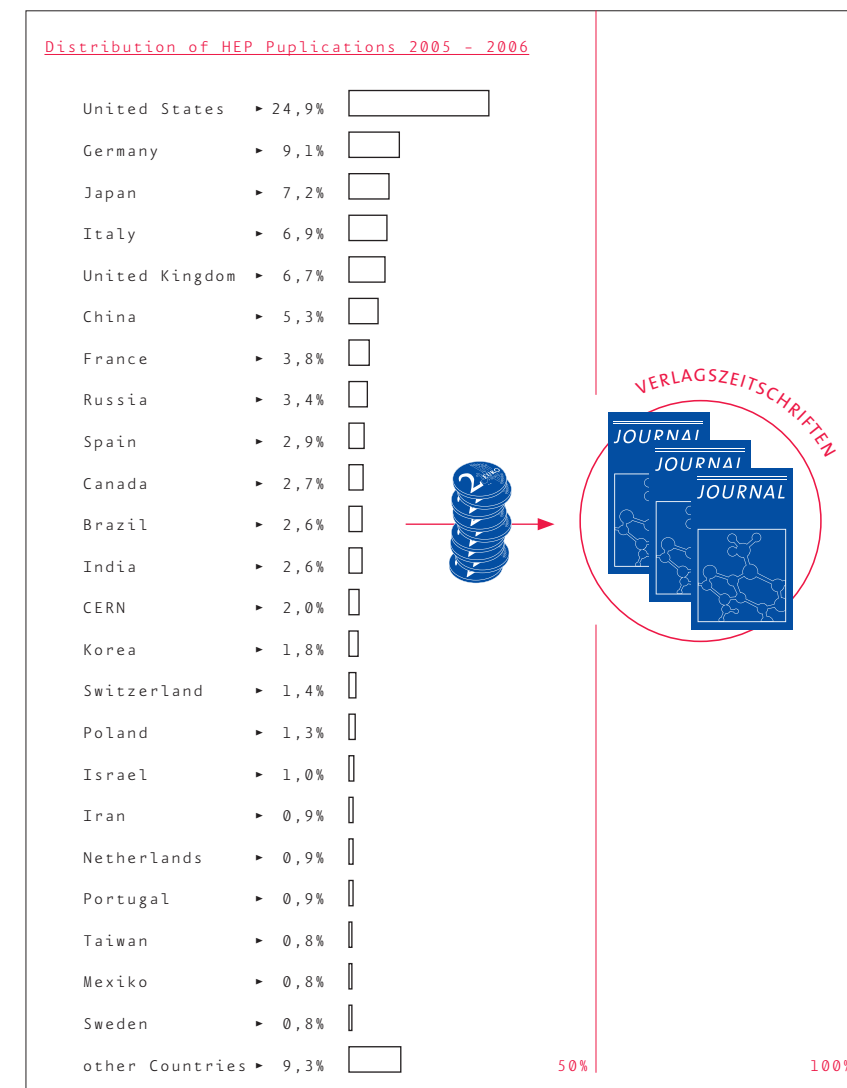 Distribution of HEP Puplications 2005 – 2006
United States ► 24,9%
Germany ► 9,1%
Japan ► 7,2%
Italy ► 6,9%
United Kingdom ► 6,7%
China ► 5,3%
France ► 3,8%
Russia ► 3,4%
Spain ► 2,9%
Canada ► 2,7%
Brazil ► 2,6%
India ► 2,6%
CERN ► 2,0%
Korea ► 1,8%
Switzerland ► 1,4%
Poland ► 1,3%
Israel ► 1,0%
Iran ► 0,9%
Netherlands ► 0,9%
Portugal ► 0,9%
Taiwan ► 0,8%
Mexiko ► 0,8%
Sweden ► 0,8%
other Countries ► 9,3%
50%
100%
VERLAGSZEITSCHRIFTEN
JOURNAL
JOURNAL
JOURNAL
2 EURO